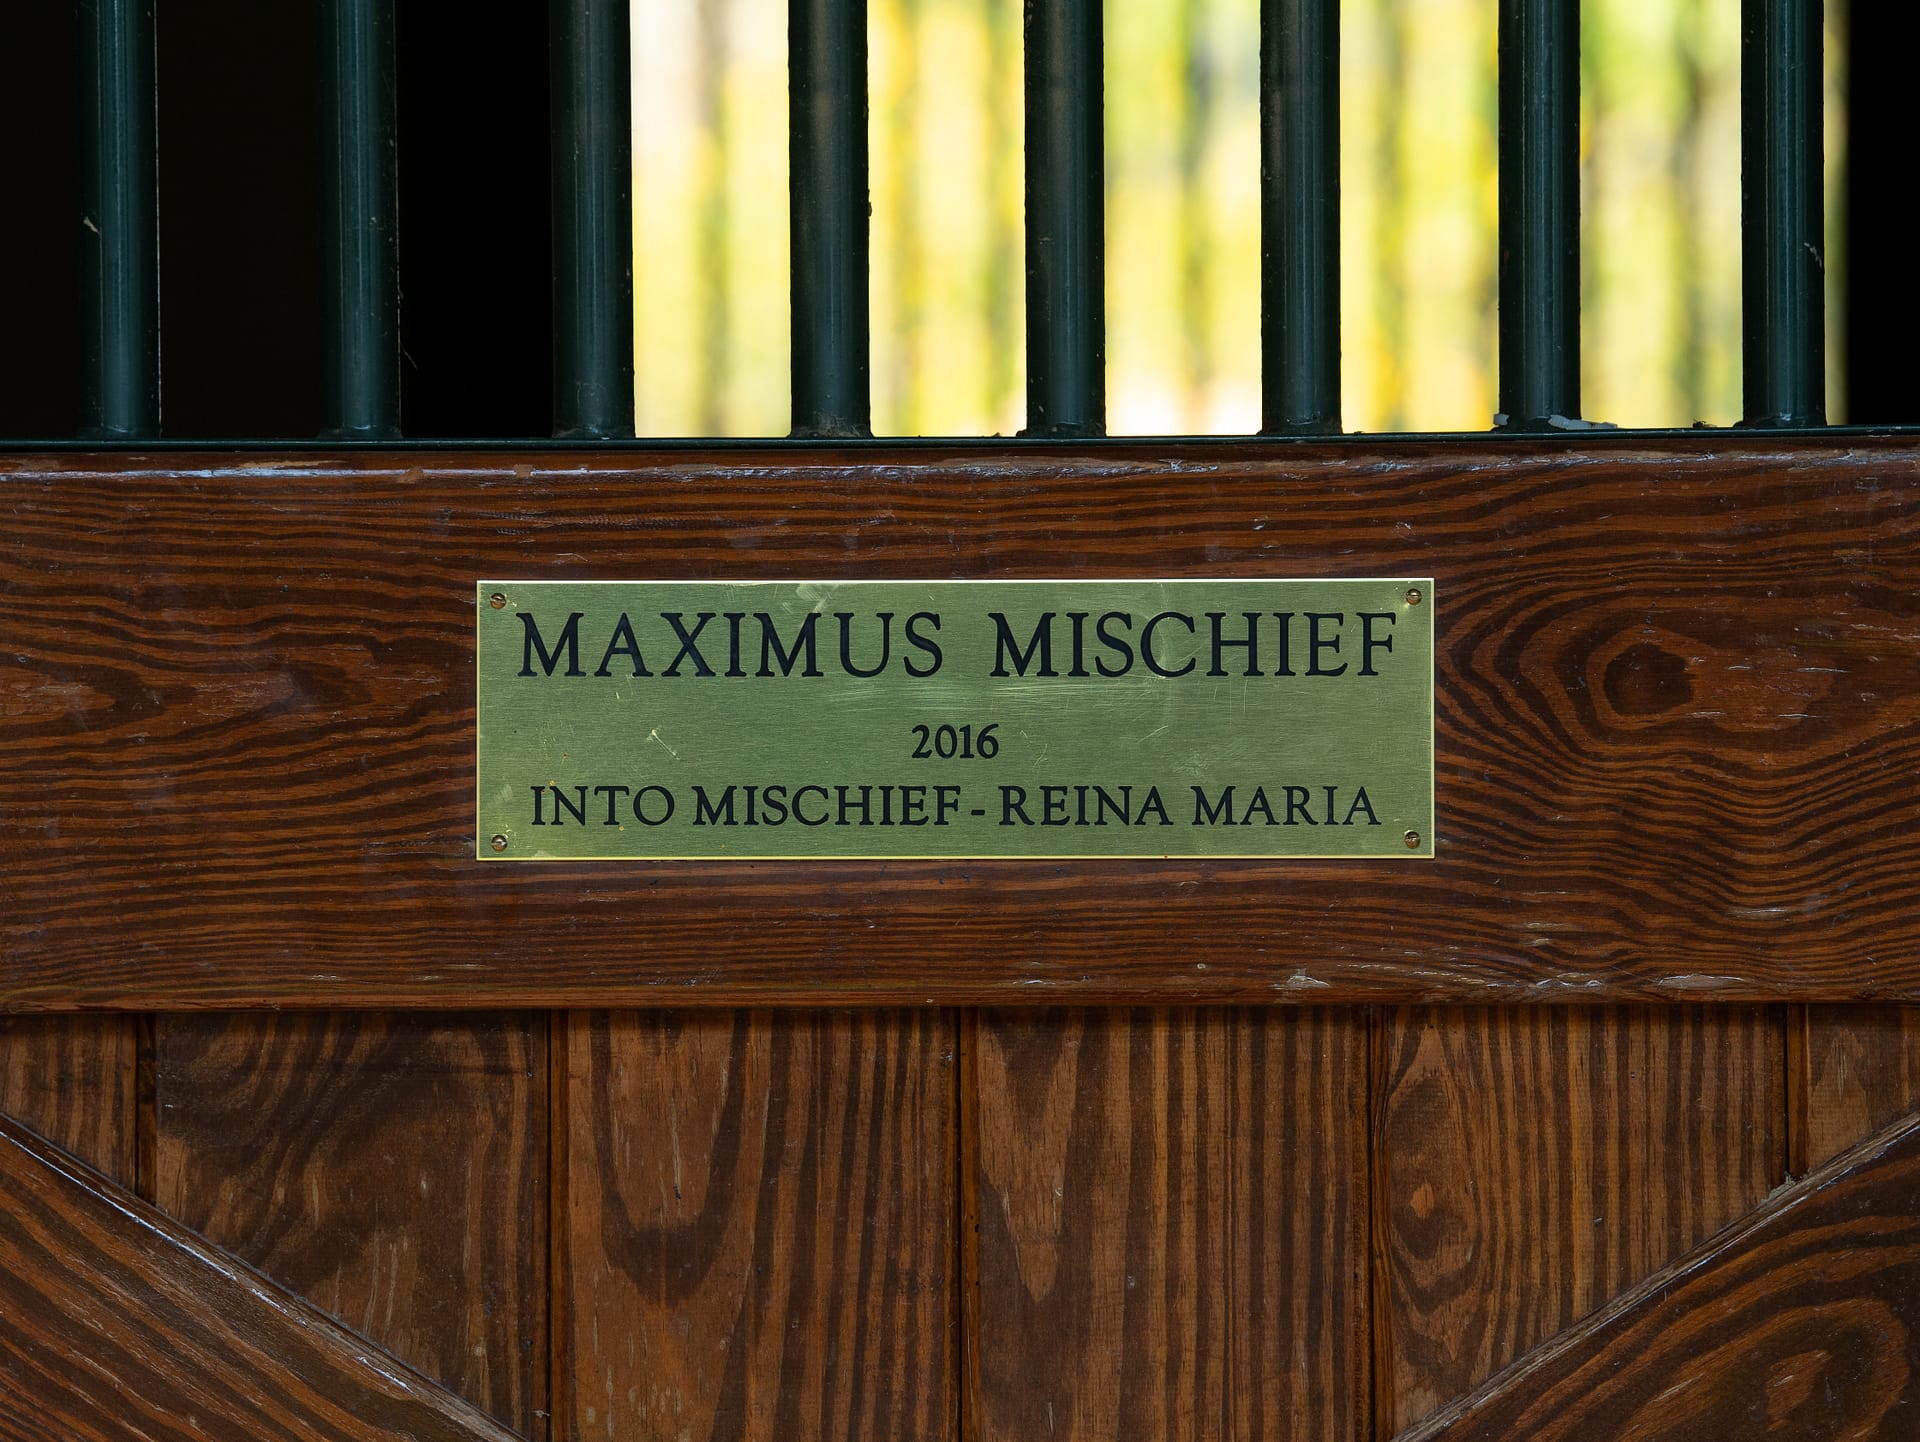 MAXIMUS MISCHIEF
2016
INTO MISCHIEF - REINA MARIA